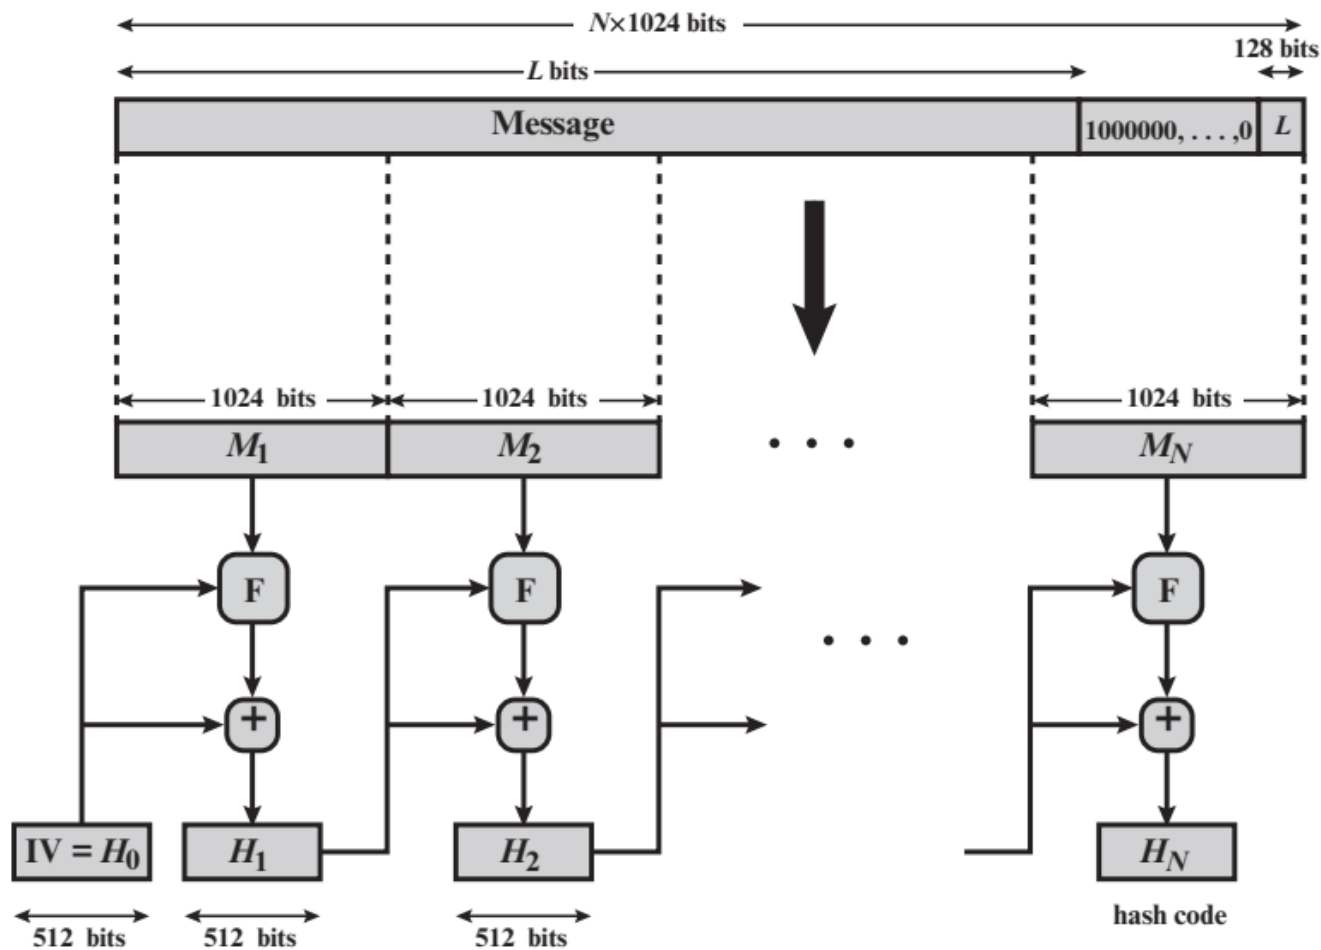 N×1024 bits
128 bits
L bits
Message
1000000, . . . ,0
L
1024 bits
1024 bits
1024 bits
M1
M2
MN
F
F
F
+
+
+
IV = H0
H1
H2
HN
hash code
512 bits
512 bits
512 bits